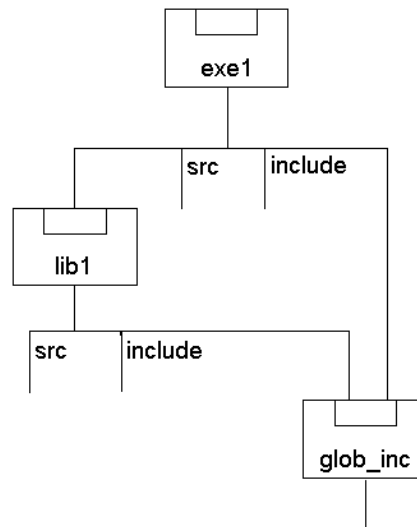 exe1
src
include
lib1
src
include
glob_inc